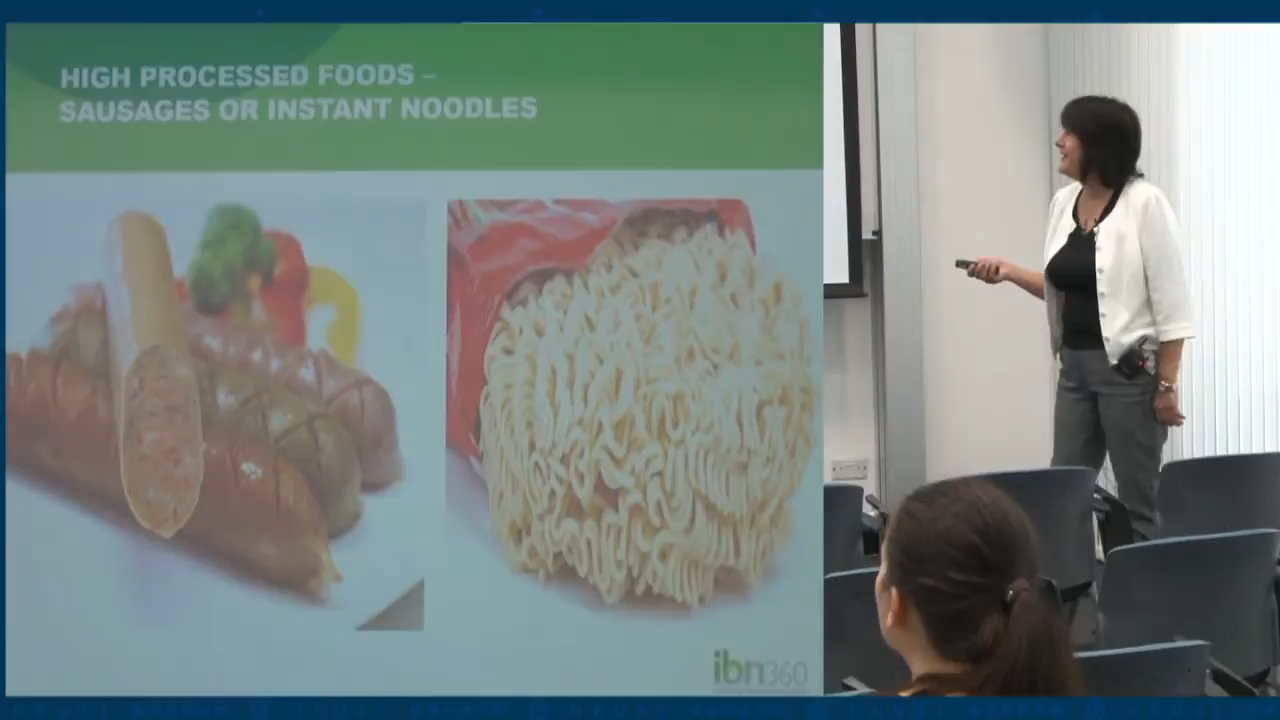 HIGH PROCESSED FOODS –
SAUSAGES OR INSTANT NOODLES
ibn360